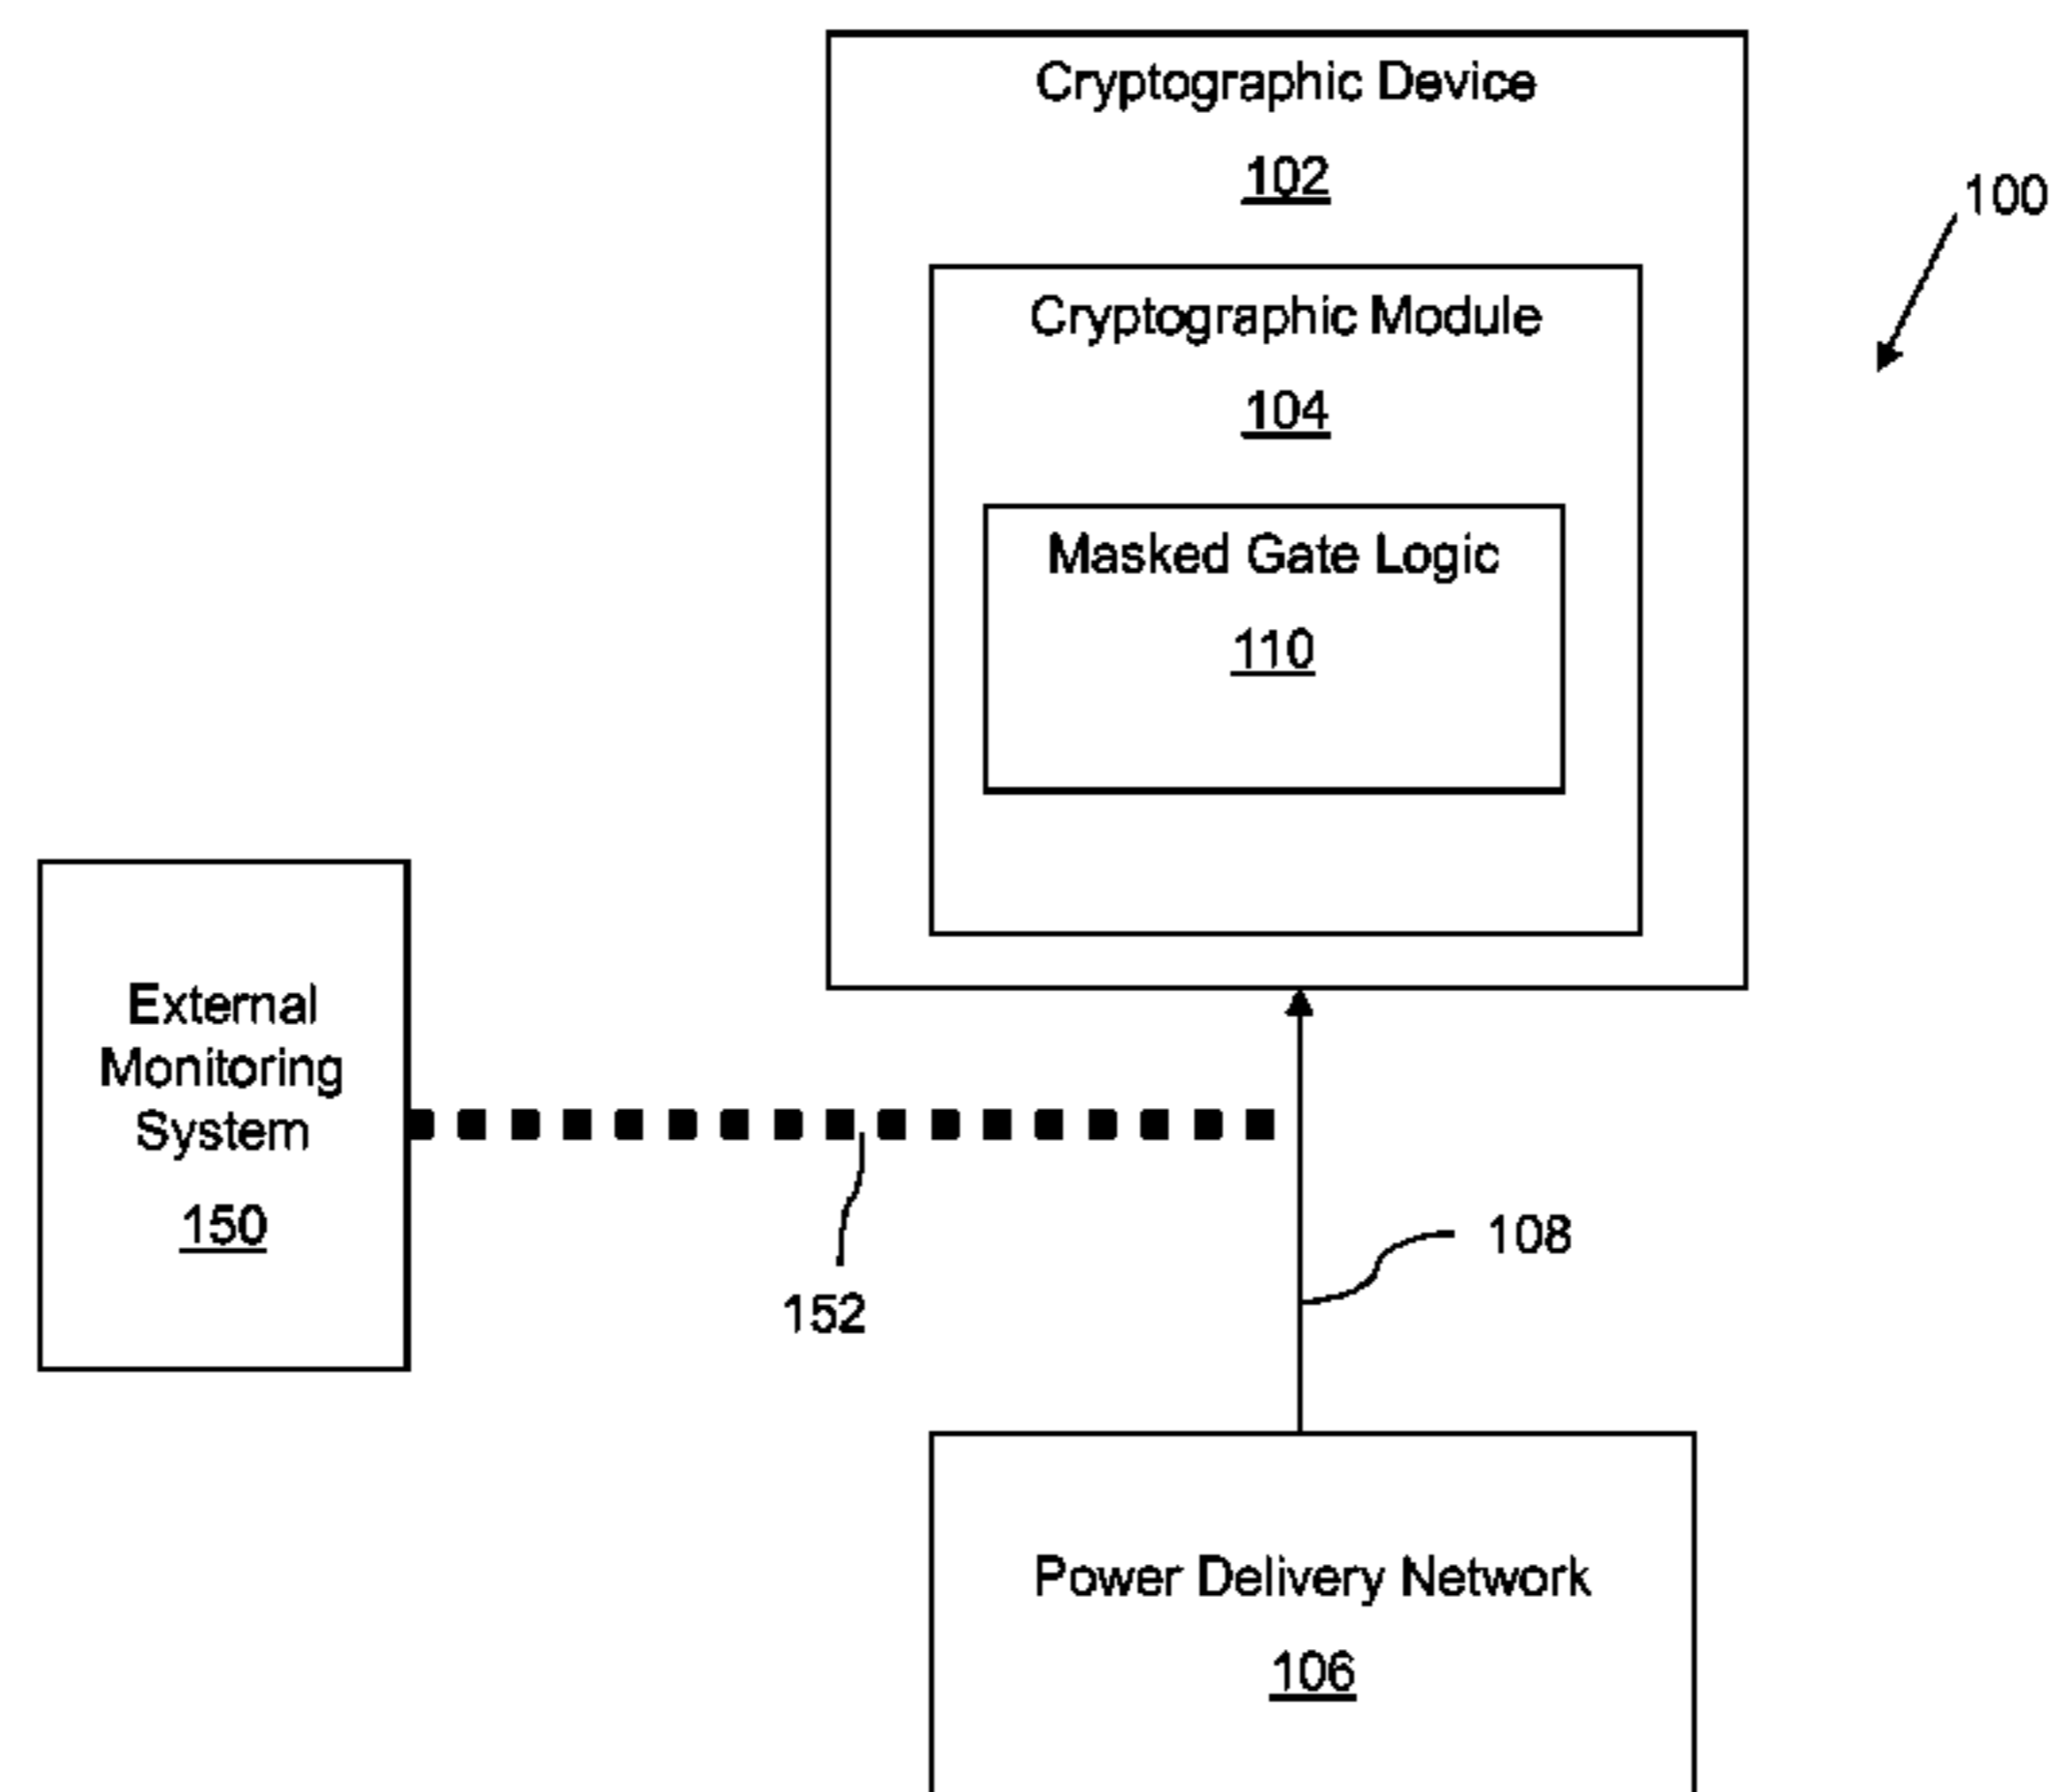 Cryptographic Device
102
100
Cryptographic Module
104
Masked Gate Logic
110
External
Monitoring
System
150
152
108
Power Delivery Network
106